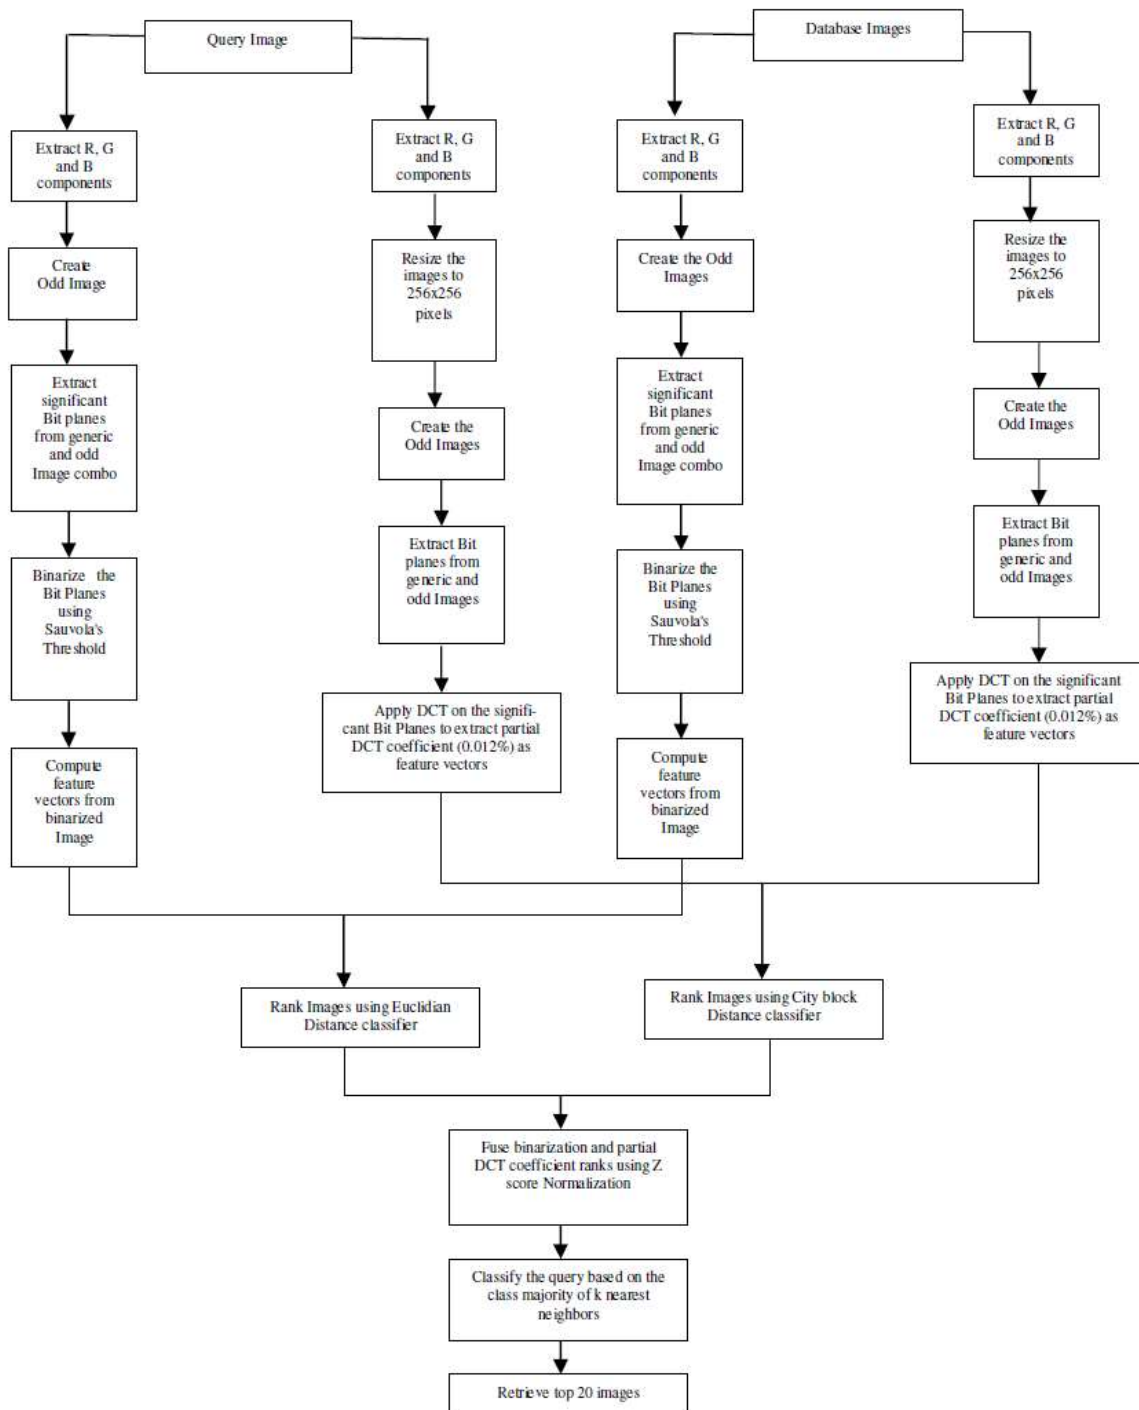 Query Image
Database Images
Extract R, G
and B
components
Extract R, G
and B
components
Extract R, G
and B
components
Extract R, G
and B
components
Create
Odd Image
Resize the
images to
256x256
pixels
Create the Odd
Images
Resize the
images to
256x256
pixels
Extract
significant
Bit planes
from generic
and odd
Image combo
Create the
Odd Images
Extract
significant
Bit planes
from generic
and odd
Image combo
Create the
Odd Images
Binarize the
Bit Planes
using
Sauvola's
Threshold
Extract Bit
planes from
generic and
odd Images
Binarize the
Bit Planes
using
Sauvola's
Threshold
Extract Bit
planes from
generic and
odd Images
Compute
feature
vectors from
binarized
Image
Apply DCT on the signifi-
cant Bit Planes to extract partial
DCT coefficient (0.012%) as
feature vectors
Compute
feature
vectors from
binarized
Image
Apply DCT on the significant
Bit Planes to extract partial
DCT coefficient (0.012%) as
feature vectors
Rank Images using Euclidian
Distance classifier
Rank Images using City block
Distance classifier
Fuse binarization and partial
DCT coefficient ranks using Z
score Normalization
Classify the query based on the
class majority of k nearest
neighbors
Retrieve top 20 images